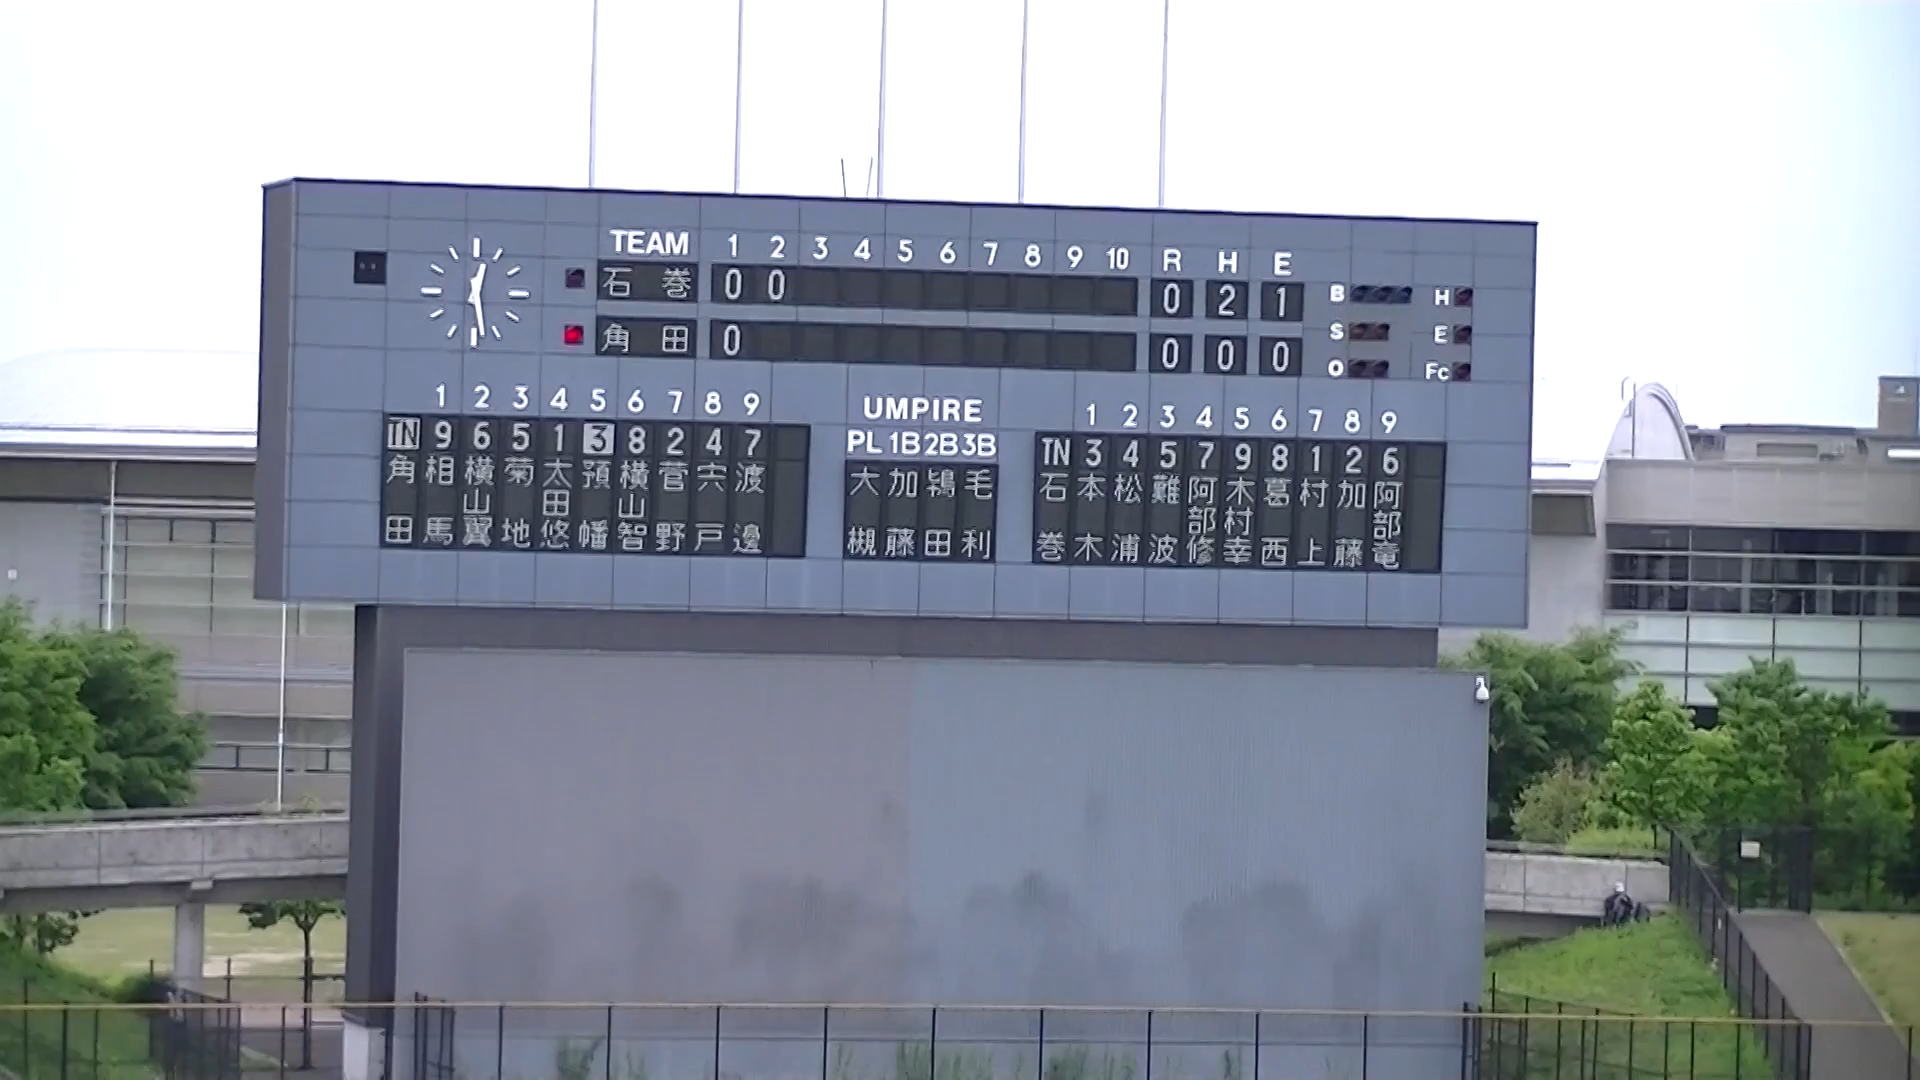 TEAM 1 2 3 4 5 6 7 8 9 10 R H E
石巻 0 0 0 2 1 B H
角田 0 0 0 0 S E
O Fc
1 2 3 4 5 6 7 8 9
TN 9 6 5 1 3 8 2 4 7
角田 相馬 横山翼 菊地 太田悠 預幡 横山智 菅野 宍戸 渡邊
UMPIRE
PL 1B 2B 3B
大槻 加藤 鴇田 毛利
1 2 3 4 5 6 7 8 9
TN 3 4 5 7 9 8 1 2 6
石巻 本木 松浦 難波 阿部修 木村幸 葛西 村上 加藤 阿部竜